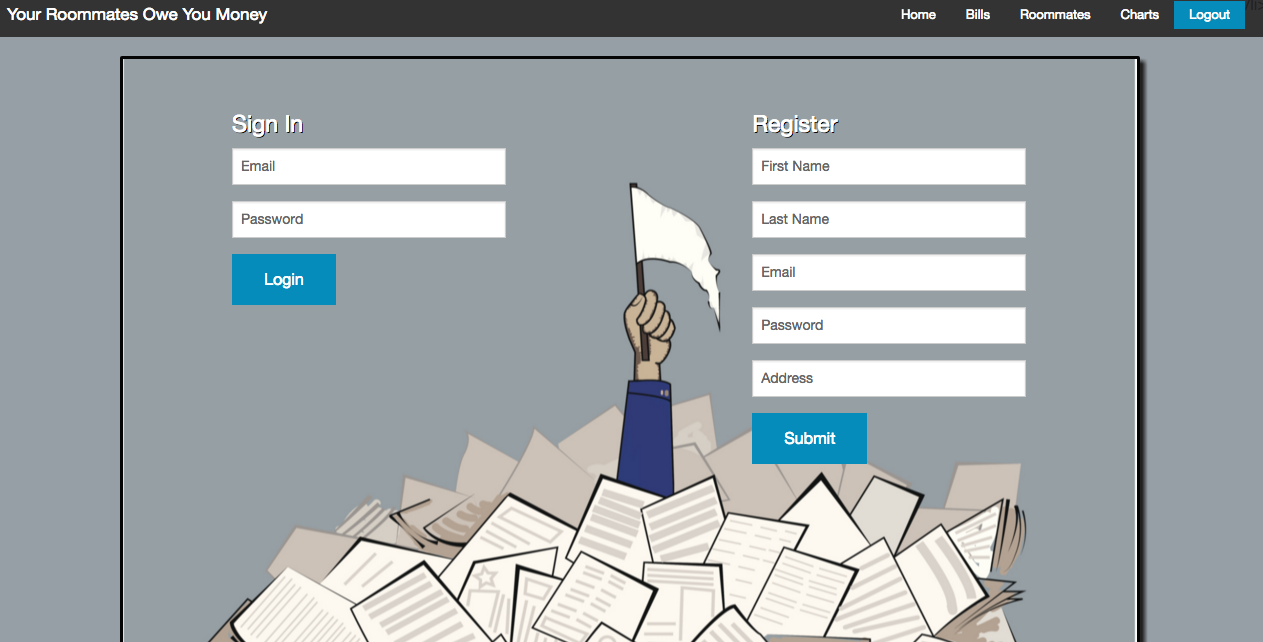 Your Roommates Owe You Money
Home Bills Roommates Charts Logout
Sign In
Email
Password
Login
Register
First Name
Last Name
Email
Password
Address
Submit